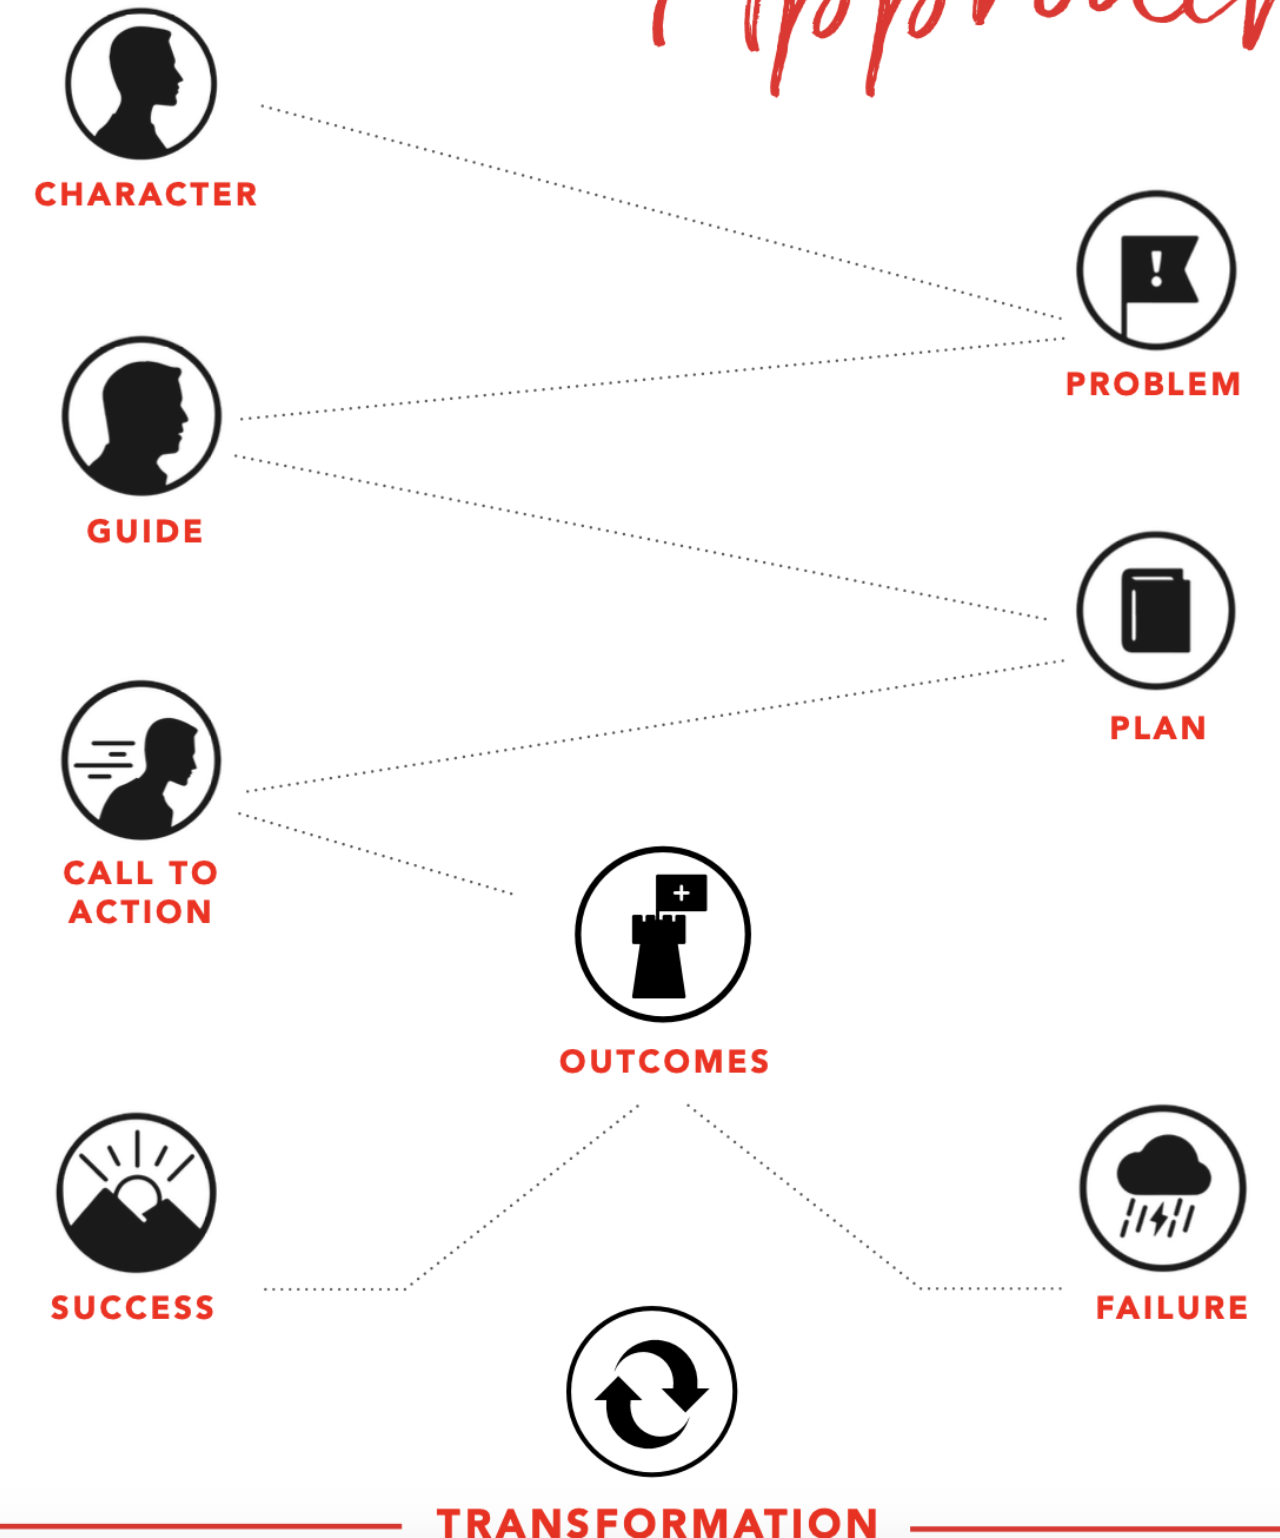 CHARACTER
PROBLEM
GUIDE
PLAN
CALL TO
ACTION
OUTCOMES
SUCCESS
FAILURE
TRANSFORMATION